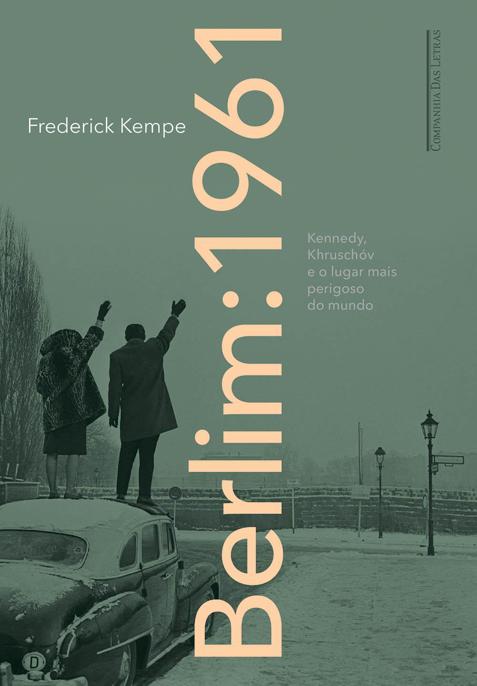 Frederick Kempe
Berlim:1961
COMPANHIA DAS LETRAS
Kennedy,
Khruschóv
e o lugar mais
perigoso
do mundo
D